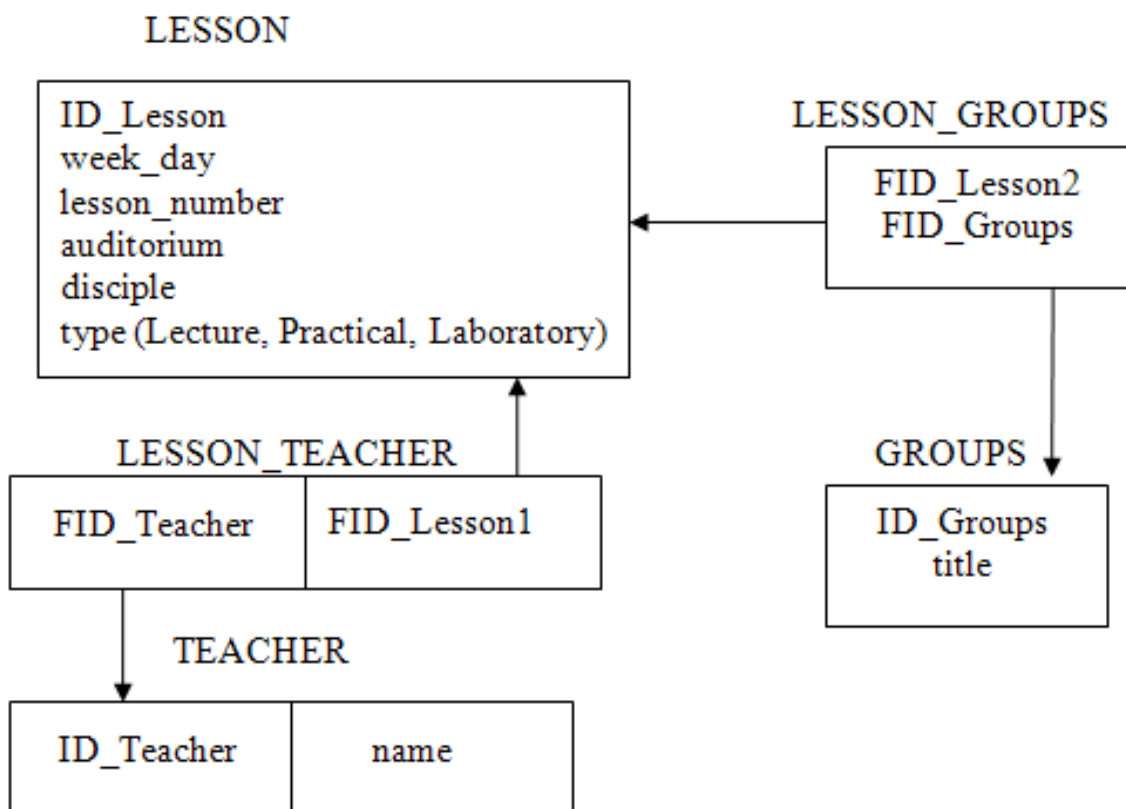 LESSON
ID_Lesson
week_day
lesson_number
auditorium
disciple
type (Lecture, Practical, Laboratory)
LESSON_GROUPS
FID_Lesson2
FID_Groups
LESSON_TEACHER
FID_Teacher
FID_Lesson1
GROUPS
ID_Groups
title
TEACHER
ID_Teacher
name